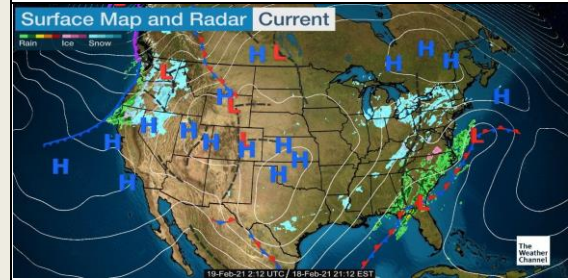 Surface Map and Radar Current
Rain Ice Snow
L
H L
H H
L H
H H
L
H H L
H H H
H H L
H H
H H H
L
The
Weather
Channel
19-Feb-21 2:12 UTC / 18-Feb-21 21:12 EST